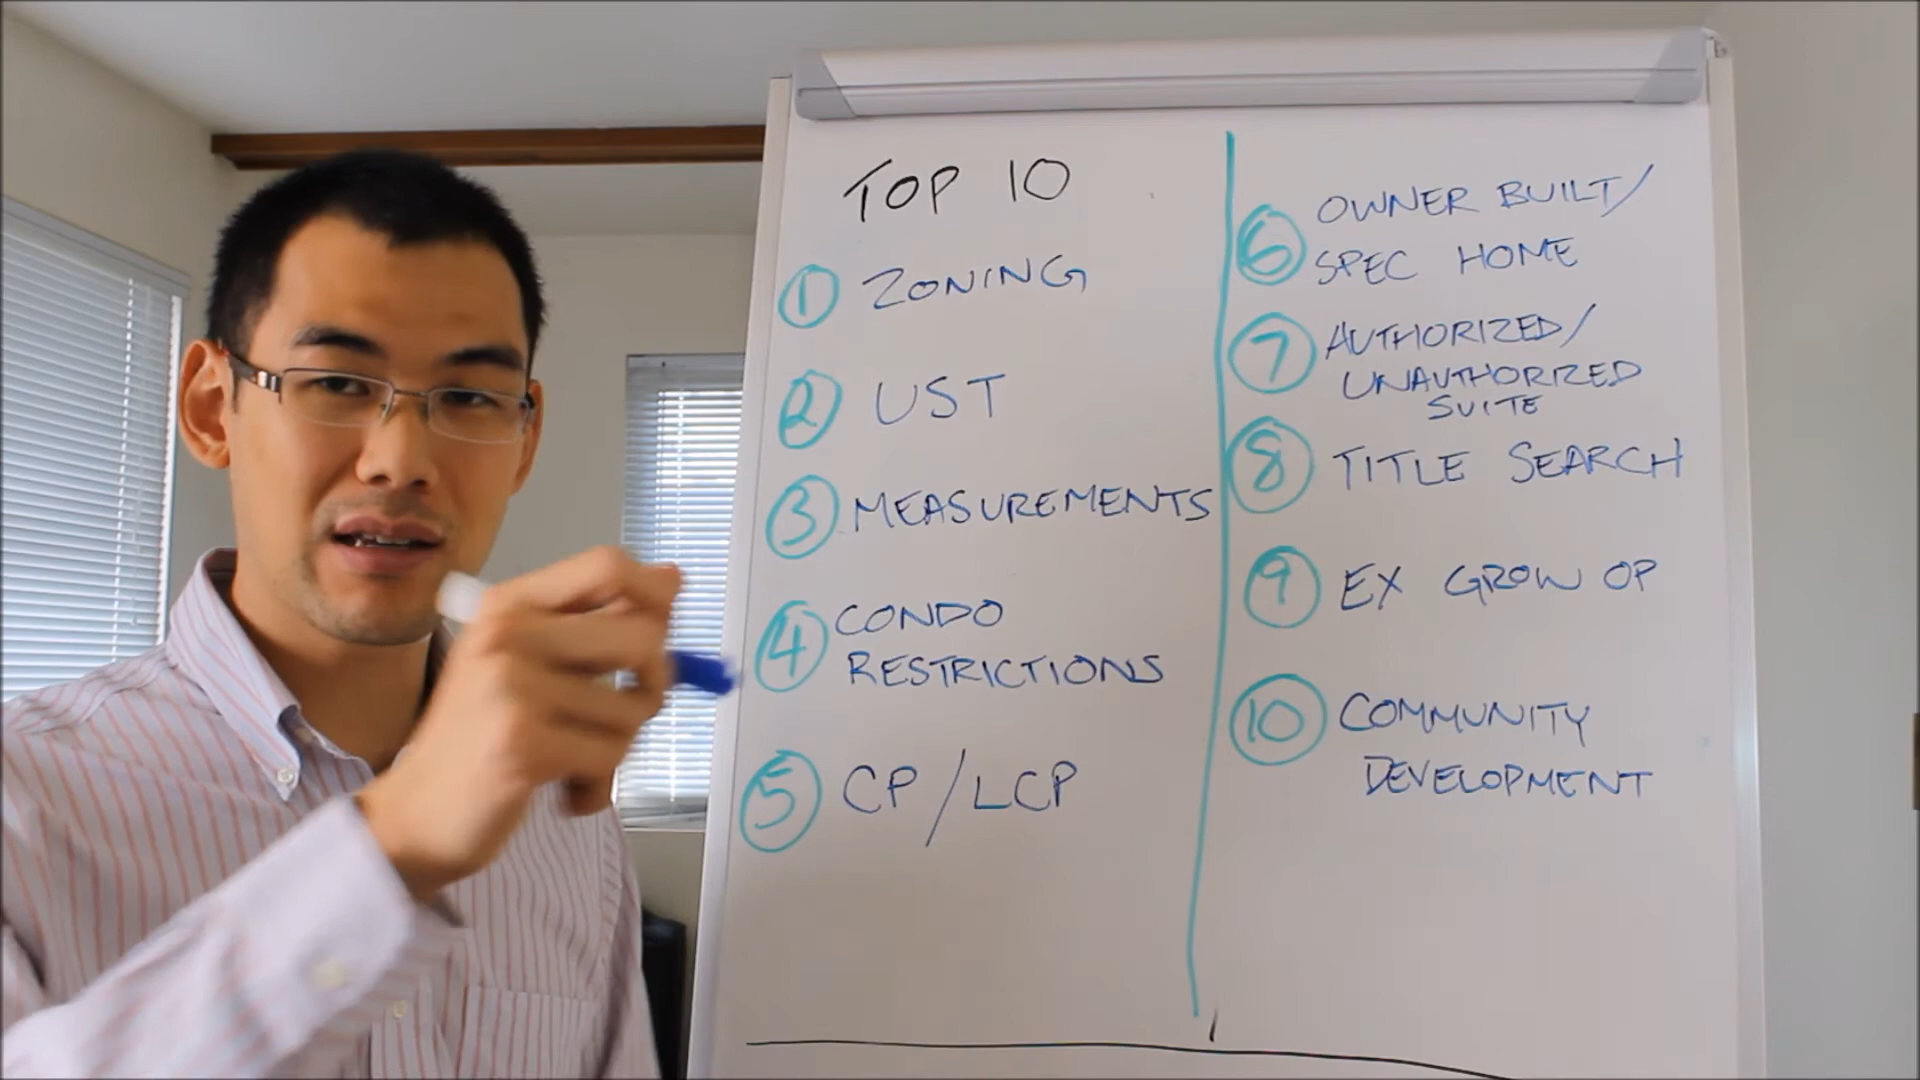 TOP 10
1 ZONING
2 UST
3 MEASUREMENTS
4 CONDO
RESTRICTIONS
5 CP/LCP
6 OWNER BUILT/
SPEC HOME
7 AUTHORIZED/
UNAUTHORIZED
SUITE
8 TITLE SEARCH
9 EX GROW OP
10 COMMUNITY
DEVELOPMENT